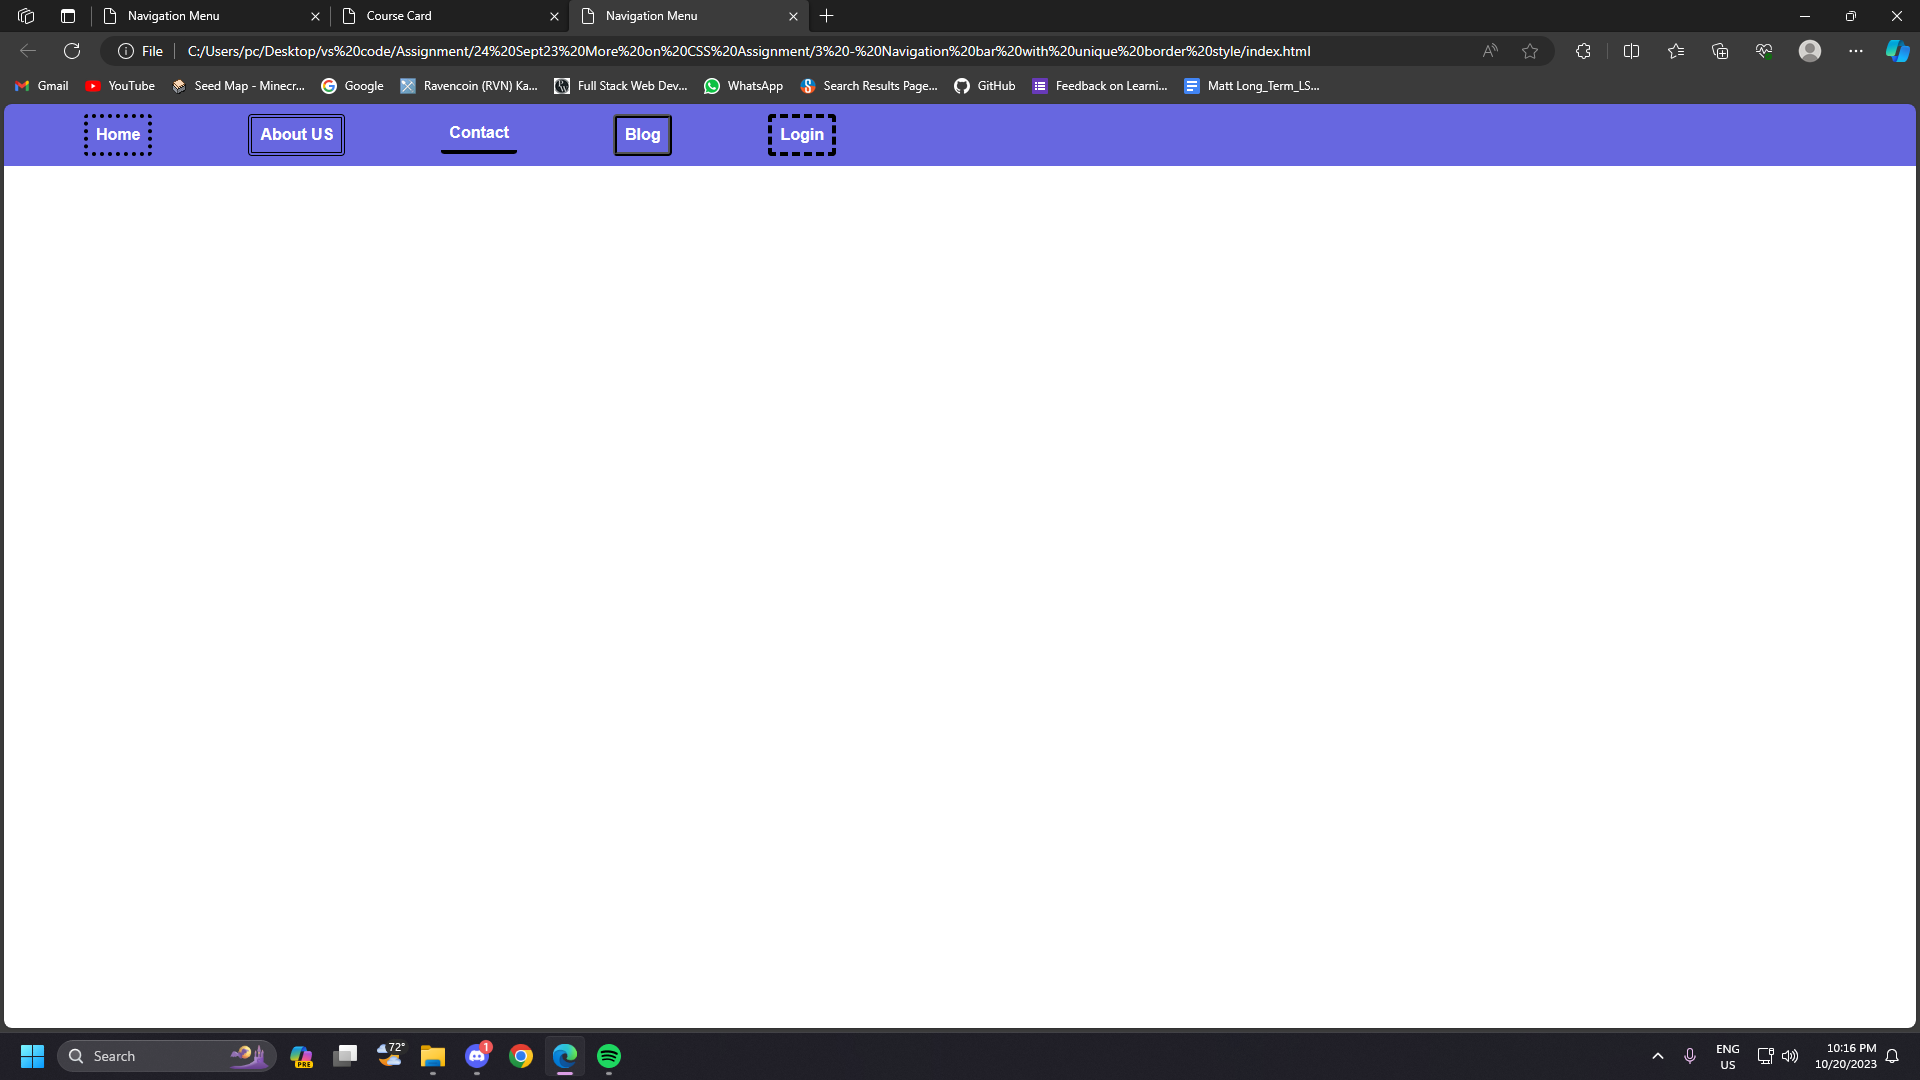 Navigation Menu
Course Card
Navigation Menu
File
C:/Users/pc/Desktop/vs%20code/Assignment/24%20Sept23%20More%20on%20CSS%20Assignment/3%20-%20Navigation%20bar%20with%20unique%20border%20style/index.html
Gmail
YouTube
Seed Map - Minecr...
Google
Ravencoin (RVN) Ka...
Full Stack Web Dev...
WhatsApp
Search Results Page...
GitHub
Feedback on Learni...
Matt Long_Term_LS...
Home
About US
Contact
Blog
Login
Search
PRE
72°
1
ENG
US
10:16 PM
10/20/2023